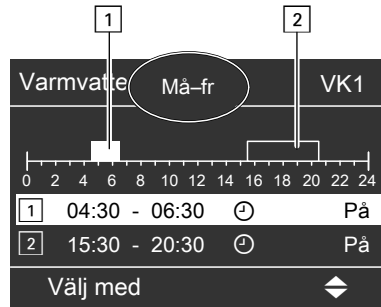 1 2
Varmvatte Må–fr VK1
0 2 4 6 8 10 12 14 16 18 20 22 24
1 04:30 - 06:30 På
2 15:30 - 20:30 På
Välj med